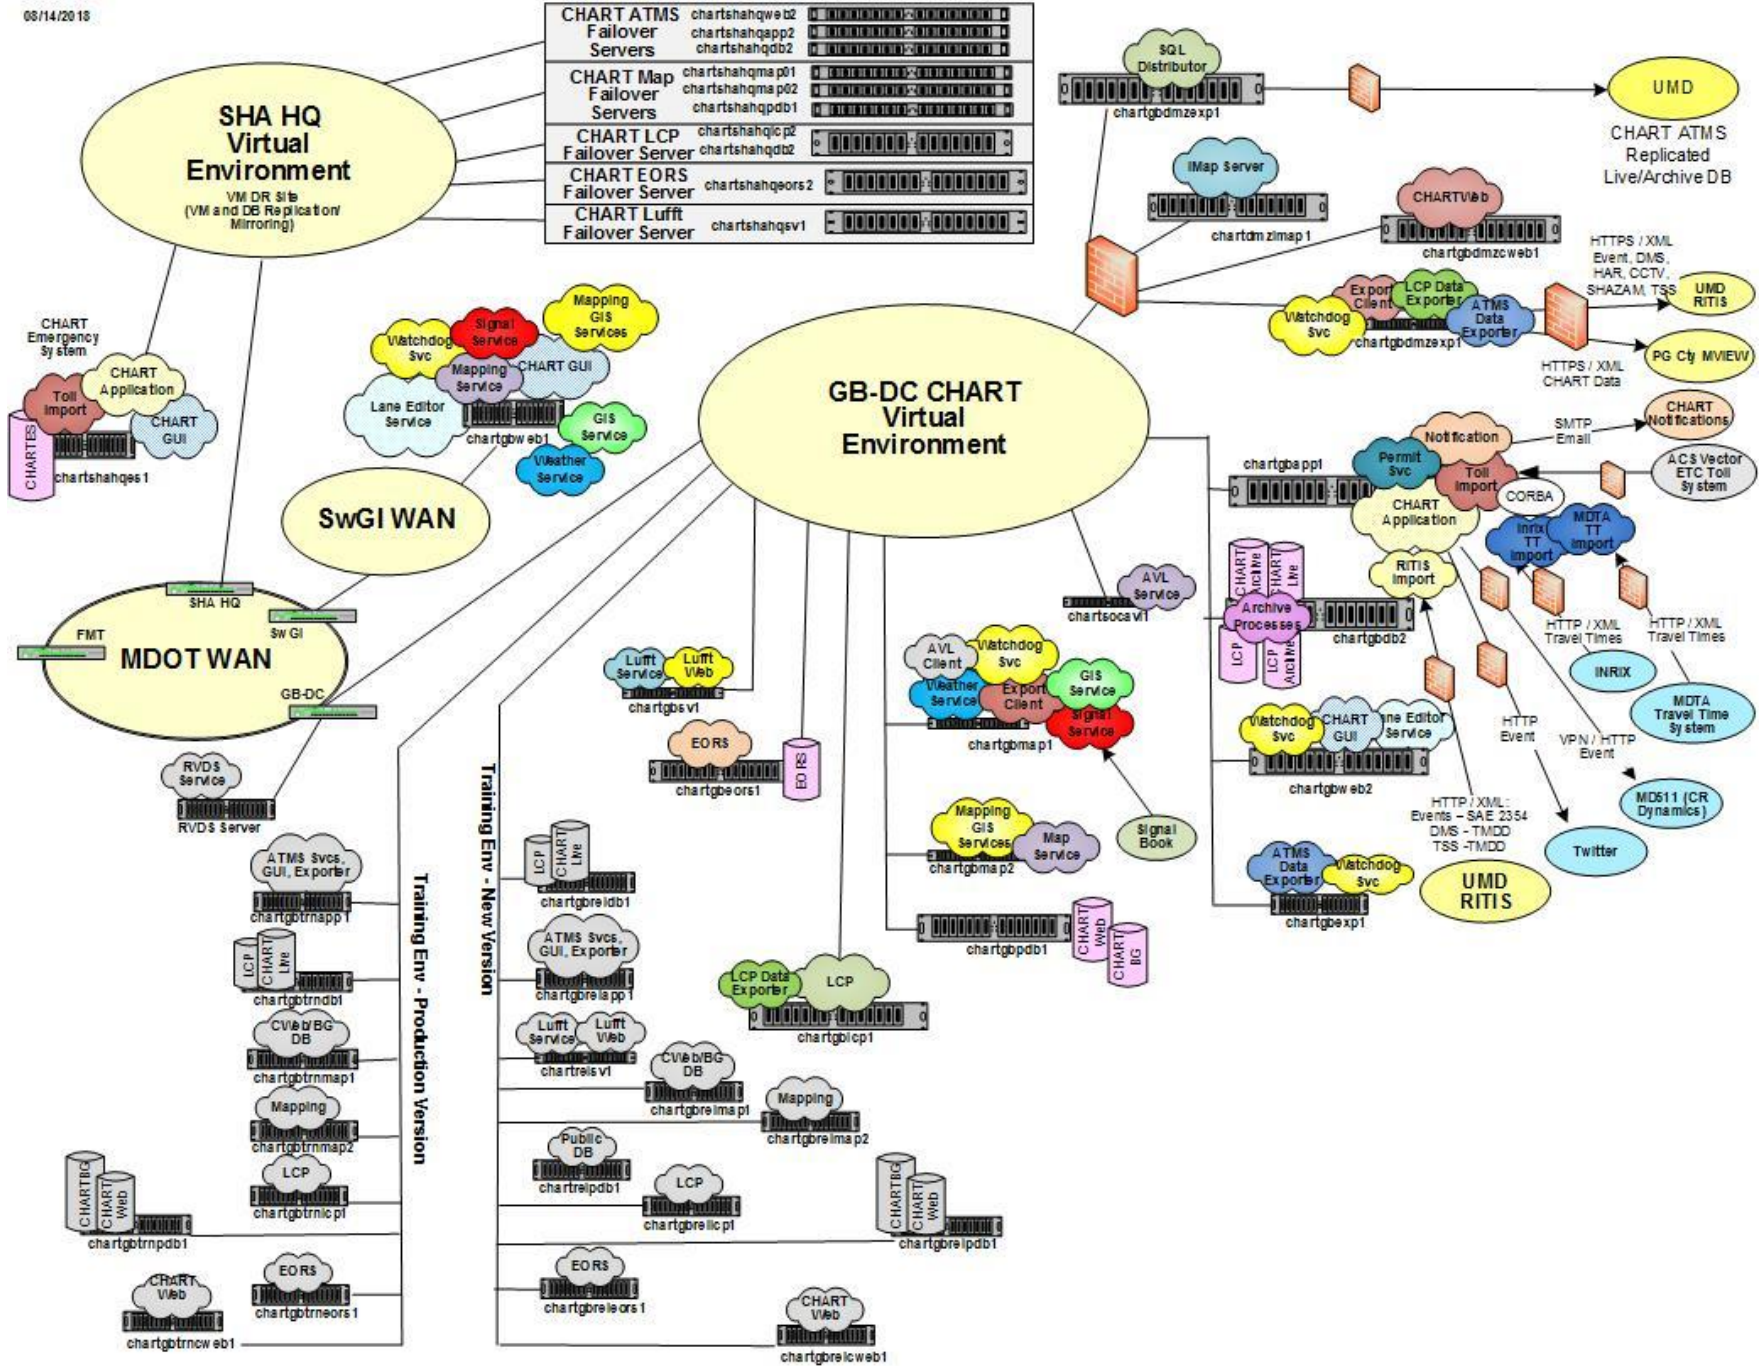 08/14/2018
CHART ATMS
Failover
Servers
chartshahqweb2
chartshahqapp2
chartshahqdb2
CHART Map
Failover
Servers
chartshahqmap01
chartshahqmap02
chartshahqpdb1
CHART LCP
Failover Server
chartshahqlcp2
chartshahqdb2
CHART EORS
Failover Server
chartshahqeors2
CHART Lufft
Failover Server
chartshahqsv1
SHA HQ
Virtual
Environment
VM DR Site
(VM and DB Replication/
Mirroring)
SQL
Distributor
chartgbdmzexp1
UMD
CHART ATMS
Replicated
Live/Archive DB
IMap Server
chartdmzimap1
CHARTWeb
chartgbdmzcweb1
HTTPS / XML
Event, DMS,
HAR, CCTV,
SHAZAM, TSS
UMD
RITIS
Export
Client
LCP Data
Exporter
Watchdog
Svc
ATMS
Data
Exporter
chartgbdmzexp1
PG Cty MVIEW
HTTPS / XML
CHART Data
CHART
Emergency
System
CHART
Application
Toll
Import
CHART
GUI
CHARTES
chartshahqes1
Mapping
GIS
Services
Signal
Service
Watchdog
Svc
Mapping
Service
CHART GUI
Lane Editor
Service
chartgbweb1
GIS
Service
Weather
Service
SwGI WAN
GB-DC CHART
Virtual
Environment
CHART
Notifications
SMTP
Email
Notification
Permit
Svc
Toll
Import
chartgbapp1
ACS Vector
ETC Toll
System
CORBA
CHART
Application
Inrix
TT
Import
MDTA
TT
Import
RITIS
Import
CHART
Archive
CHART
Live
Archive
Processes
LCP
LCP
Archive
chartgbdb2
HTTP / XML
Travel Times
HTTP / XML
Travel Times
INRIX
MDTA
Travel Time
System
AVL
Service
chartsocavl1
SHA HQ
SwGI
FMT
MDOT WAN
GB-DC
RVDS
Service
RVDS Server
Lufft
Service
Lufft
Web
chartgbsv1
EORS
EORS
chartgbeors1
AVL
Client
Watchdog
Svc
Weather
Service
Export
Client
GIS
Service
Signal
Service
chartgbmap1
Mapping
GIS
Services
Map
Service
chartgbmap2
Signal
Book
chartgbpdb1
CHART
Web
CHART
BG
LCP Data
Exporter
LCP
chartgblcp1
Watchdog
Svc
CHART
GUI
ne Editor
Service
chartgbweb2
HTTP
Event
VPN / HTTP
Event
MD511 (CR
Dynamics)
HTTP / XML:
Events – SAE 2354
DMS - TMDD
TSS -TMDD
Twitter
ATMS
Data
Exporter
Watchdog
Svc
chartgbexp1
UMD
RITIS
Training Env - Production Version
ATMS Svcs,
GUI, Exporter
chartgbtrnapp1
LCP
CHART
Live
chartgbtrndb1
CWeb/BG
DB
chartgbtrnmap1
Mapping
chartgbtrnmap2
LCP
chartgbtrnlcp1
CHARTBG
CHART
Web
chartgbtrnpdb1
EORS
chartgbtrneors1
CHART
Web
chartgbtrncweb1
Training Env - New Version
LCP
CHART
Live
chartgbreldb1
ATMS Svcs,
GUI, Exporter
chartgbrelapp1
Lufft
Service
Lufft
Web
chartrelsv1
CWeb/BG
DB
chartgbrelmap1
Mapping
chartgbrelmap2
Public
DB
chartrelpdb1
LCP
chartgbrellcp1
CHARTBG
CHART
Web
chartgbrelpdb1
EORS
chartgbreleors1
CHART
Web
chartgbrelcweb1